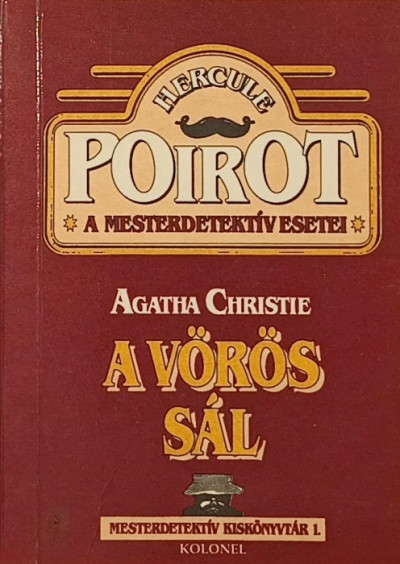 HERCULE
POIROT
A MESTERDETEKTÍV ESETEI
AGATHA CHRISTIE
A VÖRÖS
SÁL
MESTERDETEKTÍV KISKÖNYVTÁR 1.
KOLONEL